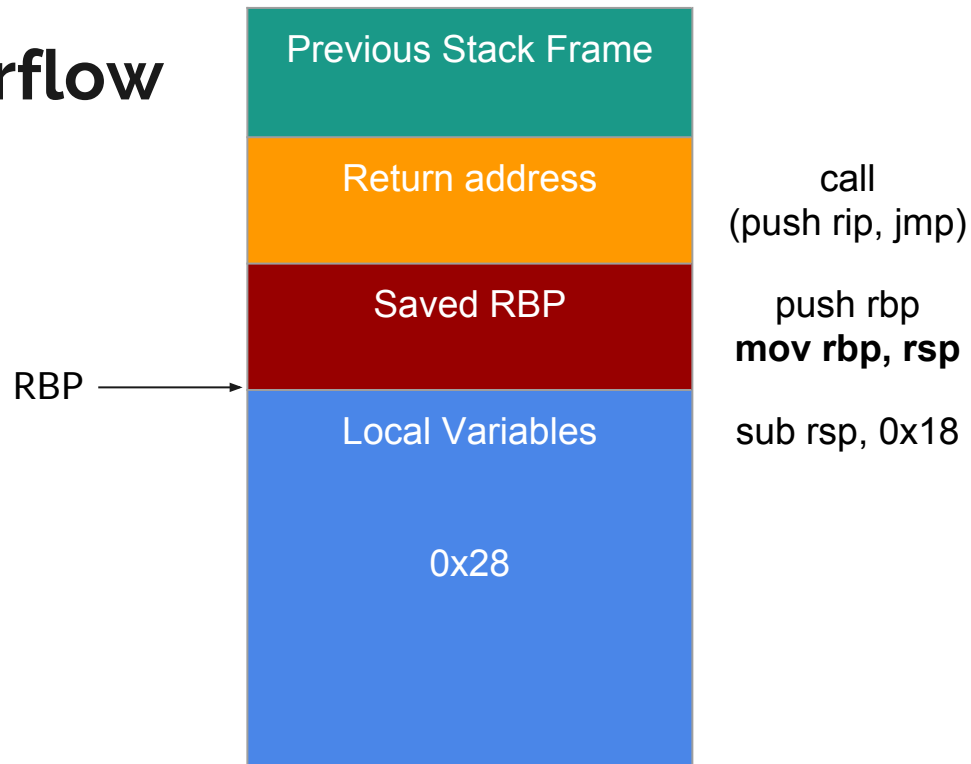 rflow
Previous Stack Frame
Return address
call
(push rip, jmp)
Saved RBP
push rbp
mov rbp, rsp
RBP
Local Variables
sub rsp, 0x18
0x28